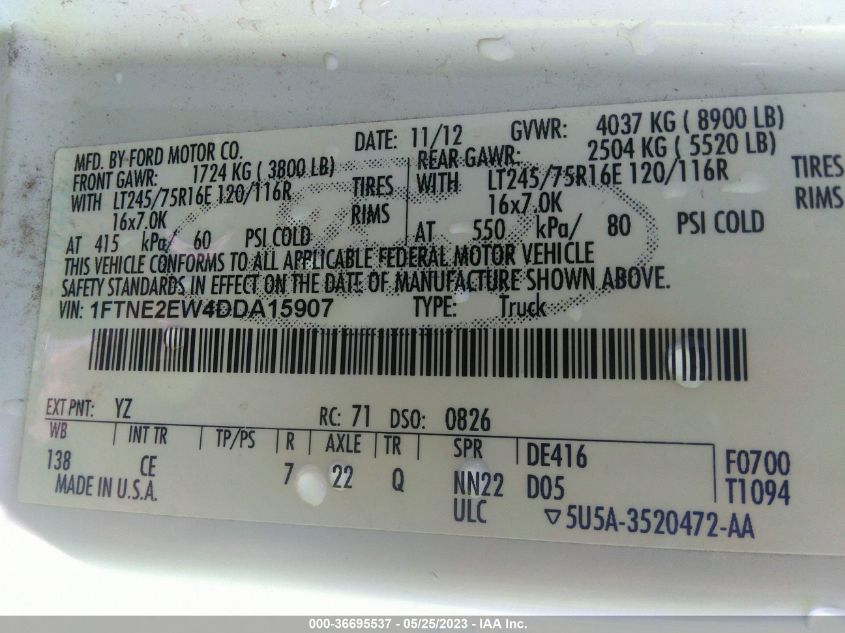 MFD. BY FORD MOTOR CO. DATE: 11/12 GVWR: 4037 KG ( 8900 LB)
FRONT GAWR: 1724 KG ( 3800 LB) REAR GAWR: 2504 KG ( 5520 LB)
WITH LT245/75R16E 120/116R TIRES WITH LT245/75R16E 120/116R TIRES
16x7.0K RIMS 16x7.0K RIMS
AT 415 kPa/ 60 PSI COLD AT 550 kPa/ 80 PSI COLD
THIS VEHICLE CONFORMS TO ALL APPLICABLE FEDERAL MOTOR VEHICLE
SAFETY STANDARDS IN EFFECT ON THE DATE OF MANUFACTURE SHOWN ABOVE.
VIN: 1FTNE2EW4DDA15907 TYPE: Truck
EXT PNT: YZ RC: 71 DSO: 0826
WB INT TR TP/PS R AXLE TR SPR DE416 F0700
138 CE 7 22 Q NN22 D05 T1094
MADE IN U.S.A. ULC ▽5U5A-3520472-AA
000-36695537 - 05/25/2023 - IAA Inc.